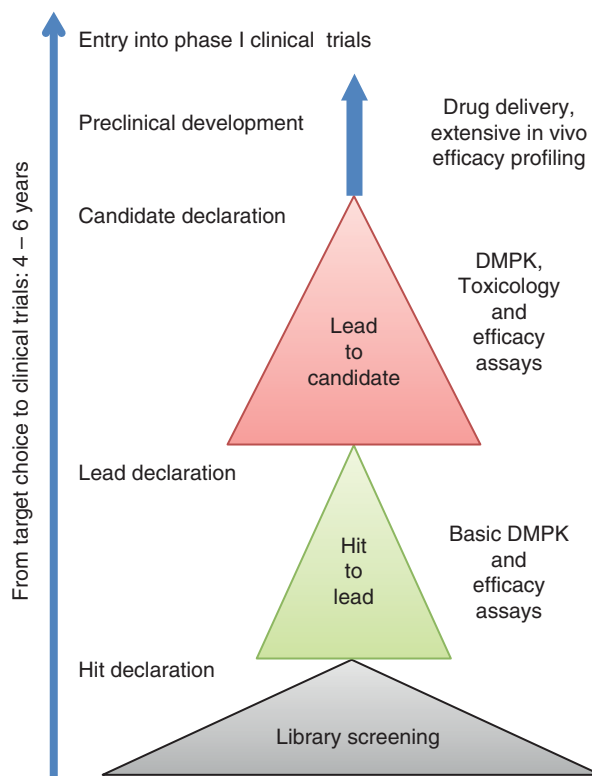 Entry into phase I clinical trials
Preclinical development
Drug delivery,
extensive in vivo
efficacy profiling
Candidate declaration
DMPK,
Toxicology
and
efficacy
assays
Lead
to
candidate
Lead declaration
Basic DMPK
and
efficacy
assays
Hit
to
lead
Hit declaration
Library screening
From target choice to clinical trials: 4 – 6 years